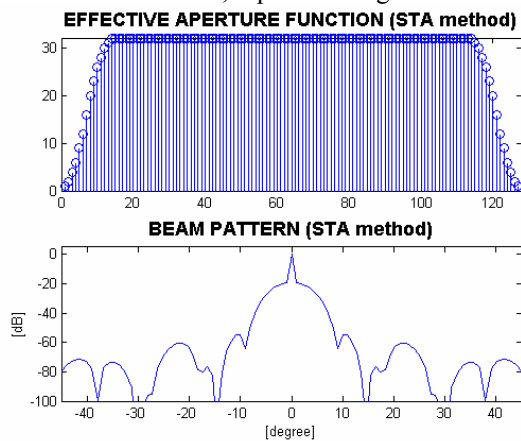 EFFECTIVE APERTURE FUNCTION (STA method)
30
20
10
0
0 20 40 60 80 100 120
BEAM PATTERN (STA method)
0
-20
-40
-60
-80
-100
[dB]
-40 -30 -20 -10 0 10 20 30 40
[degree]